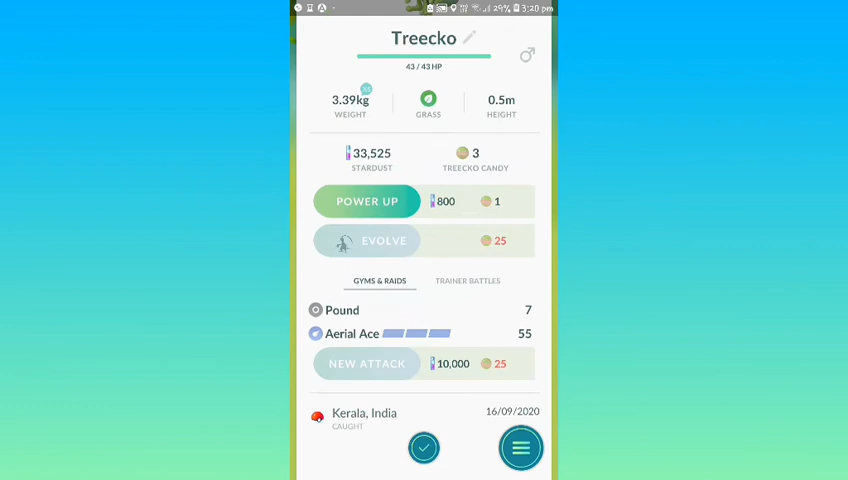 29% 3:20 pm
Treecko
43 / 43 HP
XS
3.39kg
WEIGHT
GRASS
0.5m
HEIGHT
33,525
STARDUST
3
TREECKO CANDY
POWER UP 800 1
EVOLVE 25
GYMS & RAIDS TRAINER BATTLES
Pound 7
Aerial Ace 55
NEW ATTACK 10,000 25
Kerala, India 16/09/2020
CAUGHT